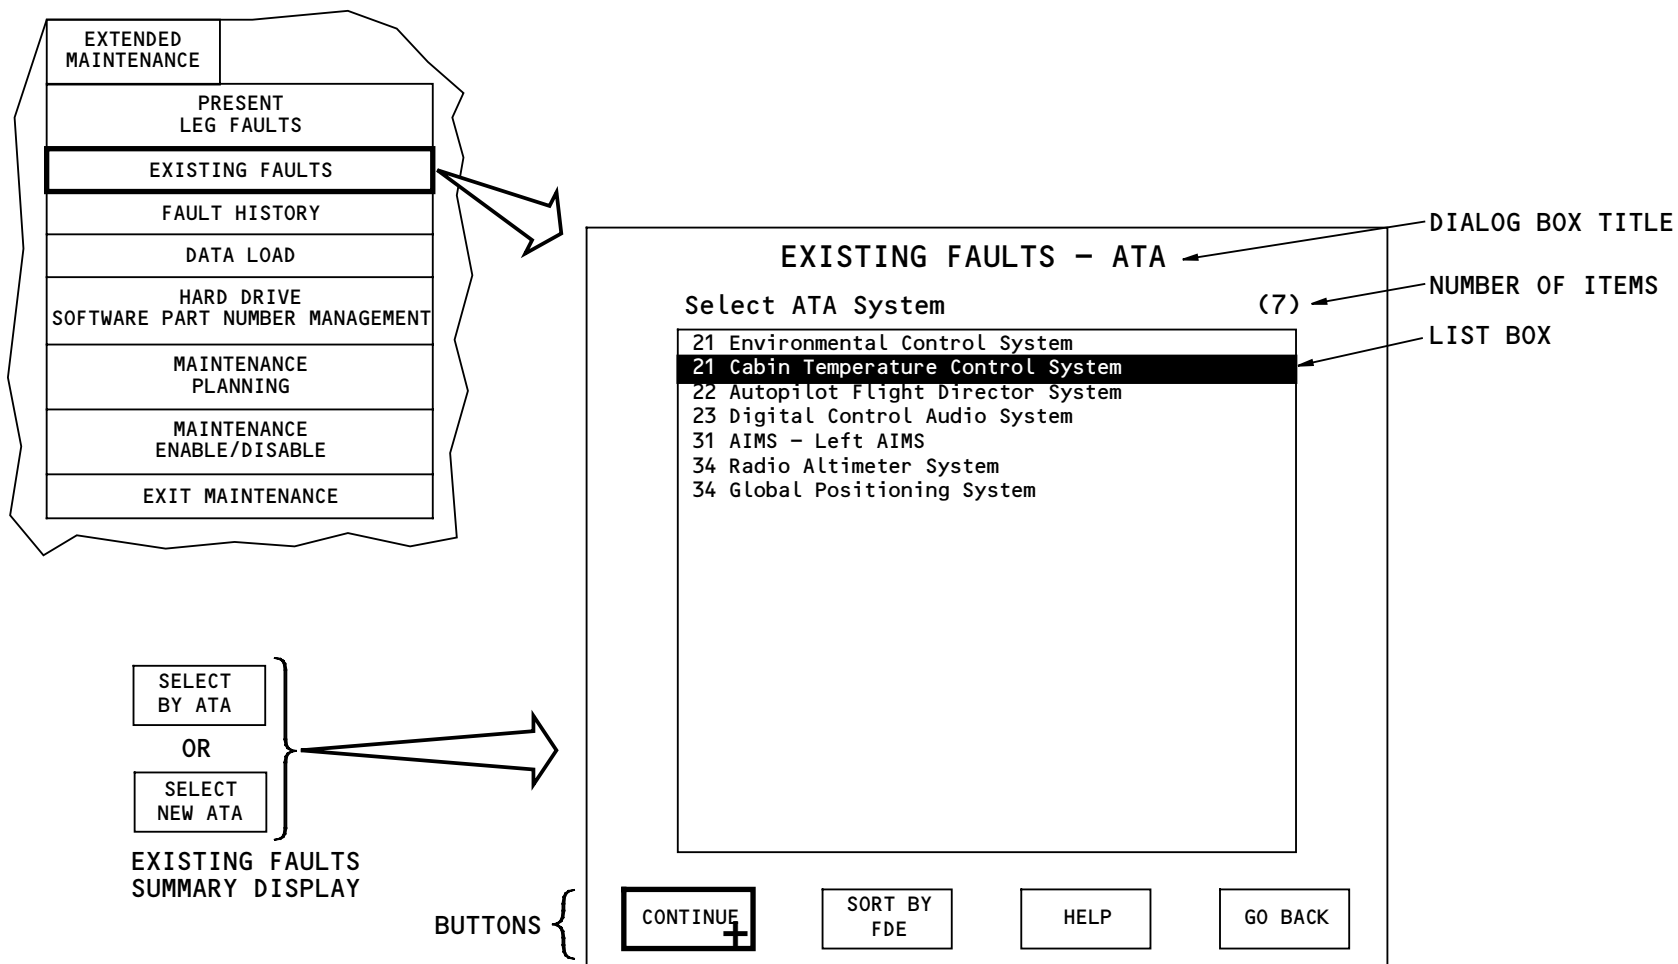 EXTENDED
MAINTENANCE
PRESENT
LEG FAULTS
EXISTING FAULTS
FAULT HISTORY
DATA LOAD
HARD DRIVE
SOFTWARE PART NUMBER MANAGEMENT
MAINTENANCE
PLANNING
MAINTENANCE
ENABLE/DISABLE
EXIT MAINTENANCE
DIALOG BOX TITLE
EXISTING FAULTS – ATA
NUMBER OF ITEMS
Select ATA System (7)
LIST BOX
21 Environmental Control System
21 Cabin Temperature Control System
22 Autopilot Flight Director System
23 Digital Control Audio System
31 AIMS – Left AIMS
34 Radio Altimeter System
34 Global Positioning System
SELECT
BY ATA
OR
SELECT
NEW ATA
EXISTING FAULTS
SUMMARY DISPLAY
BUTTONS
CONTINUE
SORT BY
FDE
HELP
GO BACK